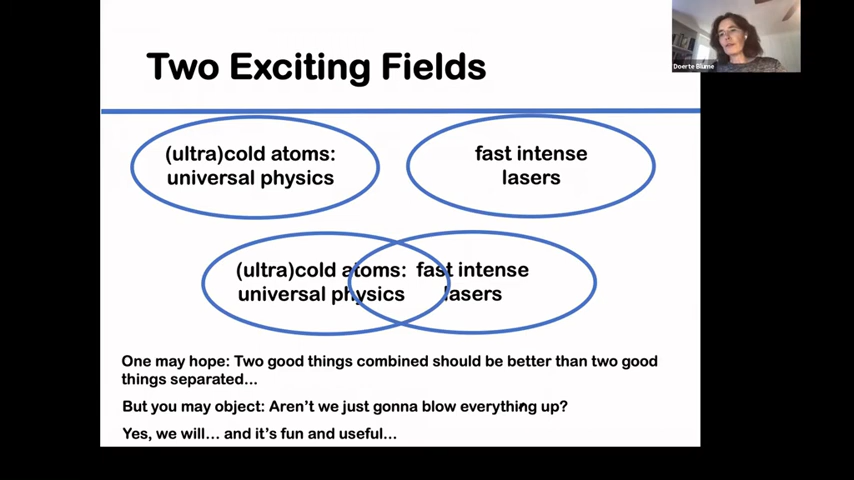 Two Exciting Fields
Doerte Blume
(ultra)cold atoms:
universal physics
fast intense
lasers
(ultra)cold atoms:
universal physics
fast intense
lasers
One may hope: Two good things combined should be better than two good
things separated...
But you may object: Aren't we just gonna blow everything up?
Yes, we will... and it's fun and useful...